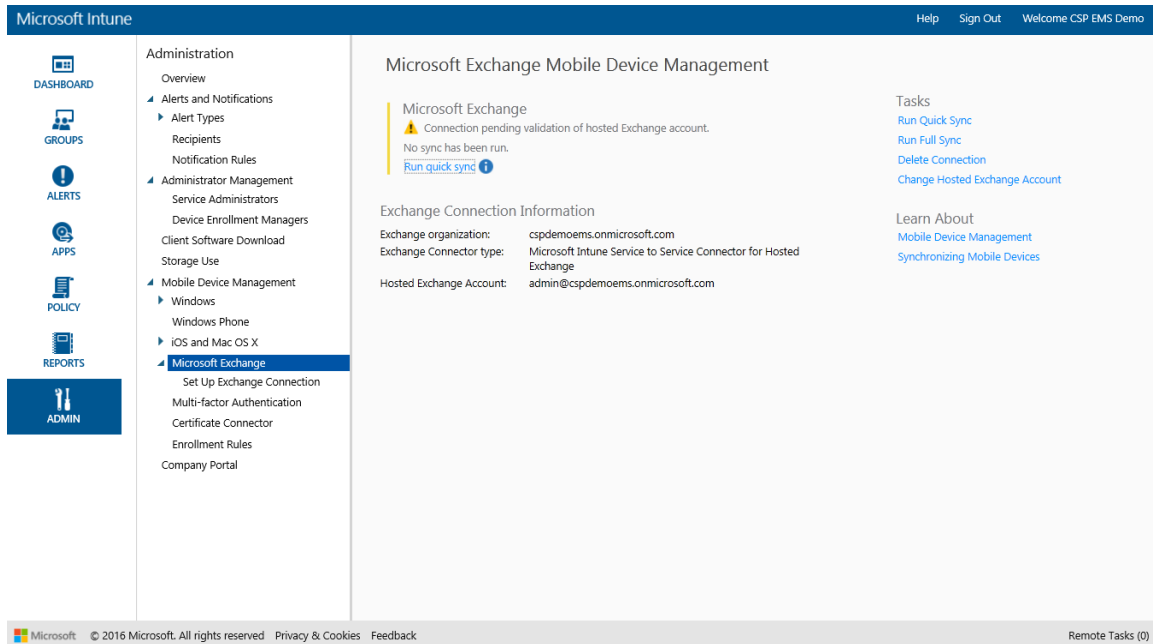 Microsoft Intune
Help Sign Out Welcome CSP EMS Demo
DASHBOARD
GROUPS
ALERTS
APPS
POLICY
REPORTS
ADMIN
Administration
Overview
Alerts and Notifications
Alert Types
Recipients
Notification Rules
Administrator Management
Service Administrators
Device Enrollment Managers
Client Software Download
Storage Use
Mobile Device Management
Windows
Windows Phone
iOS and Mac OS X
Microsoft Exchange
Set Up Exchange Connection
Multi-factor Authentication
Certificate Connector
Enrollment Rules
Company Portal
Microsoft Exchange Mobile Device Management
Microsoft Exchange
Connection pending validation of hosted Exchange account.
No sync has been run.
Run quick sync
Exchange Connection Information
Exchange organization: cspdemoems.onmicrosoft.com
Exchange Connector type: Microsoft Intune Service to Service Connector for Hosted
Exchange
Hosted Exchange Account: admin@cspdemoems.onmicrosoft.com
Tasks
Run Quick Sync
Run Full Sync
Delete Connection
Change Hosted Exchange Account
Learn About
Mobile Device Management
Synchronizing Mobile Devices
Microsoft © 2016 Microsoft. All rights reserved Privacy & Cookies Feedback
Remote Tasks (0)